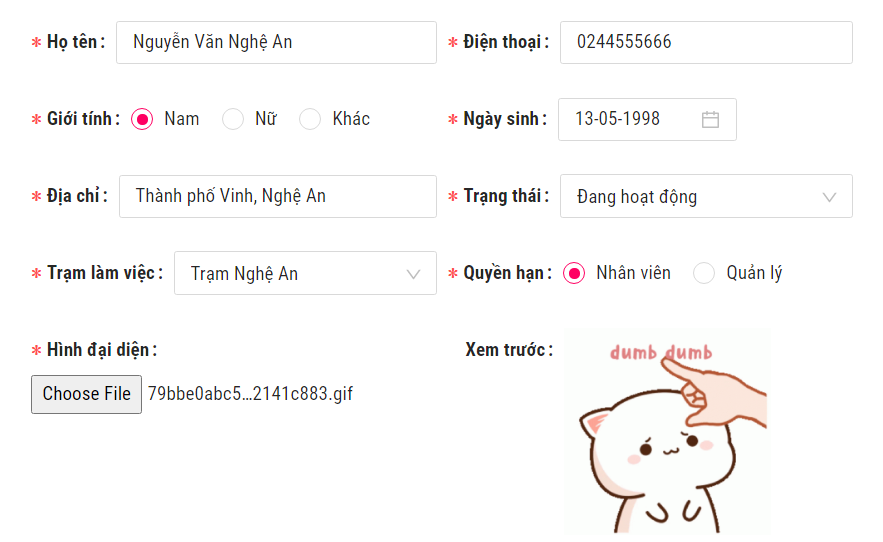 * Họ tên : Nguyễn Văn Nghệ An * Điện thoại : 0244555666
* Giới tính : Nam Nữ Khác * Ngày sinh : 13-05-1998
* Địa chỉ : Thành phố Vinh, Nghệ An * Trạng thái : Đang hoạt động
* Trạm làm việc : Trạm Nghệ An * Quyền hạn : Nhân viên Quản lý
* Hình đại diện : Xem trước :
dumb dumb
Choose File 79bbe0abc5...2141c883.gif